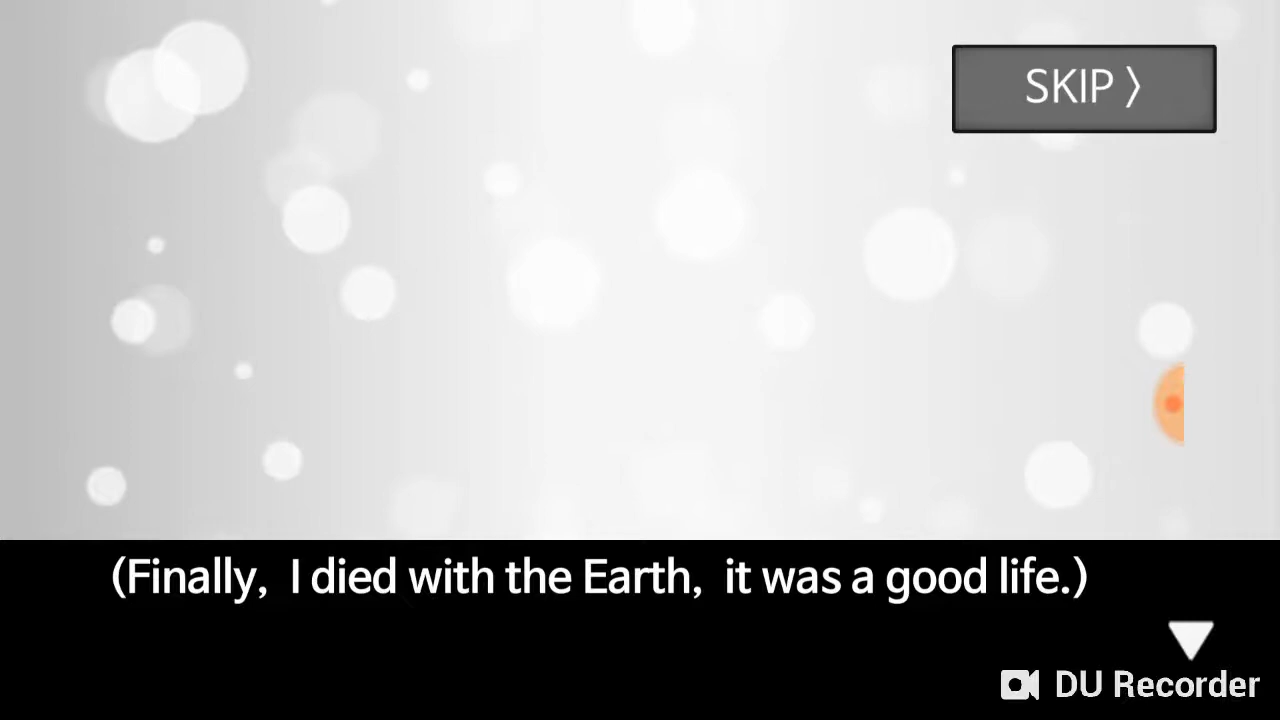 SKIP 〉
(Finally, I died with the Earth, it was a good life.)
DU Recorder